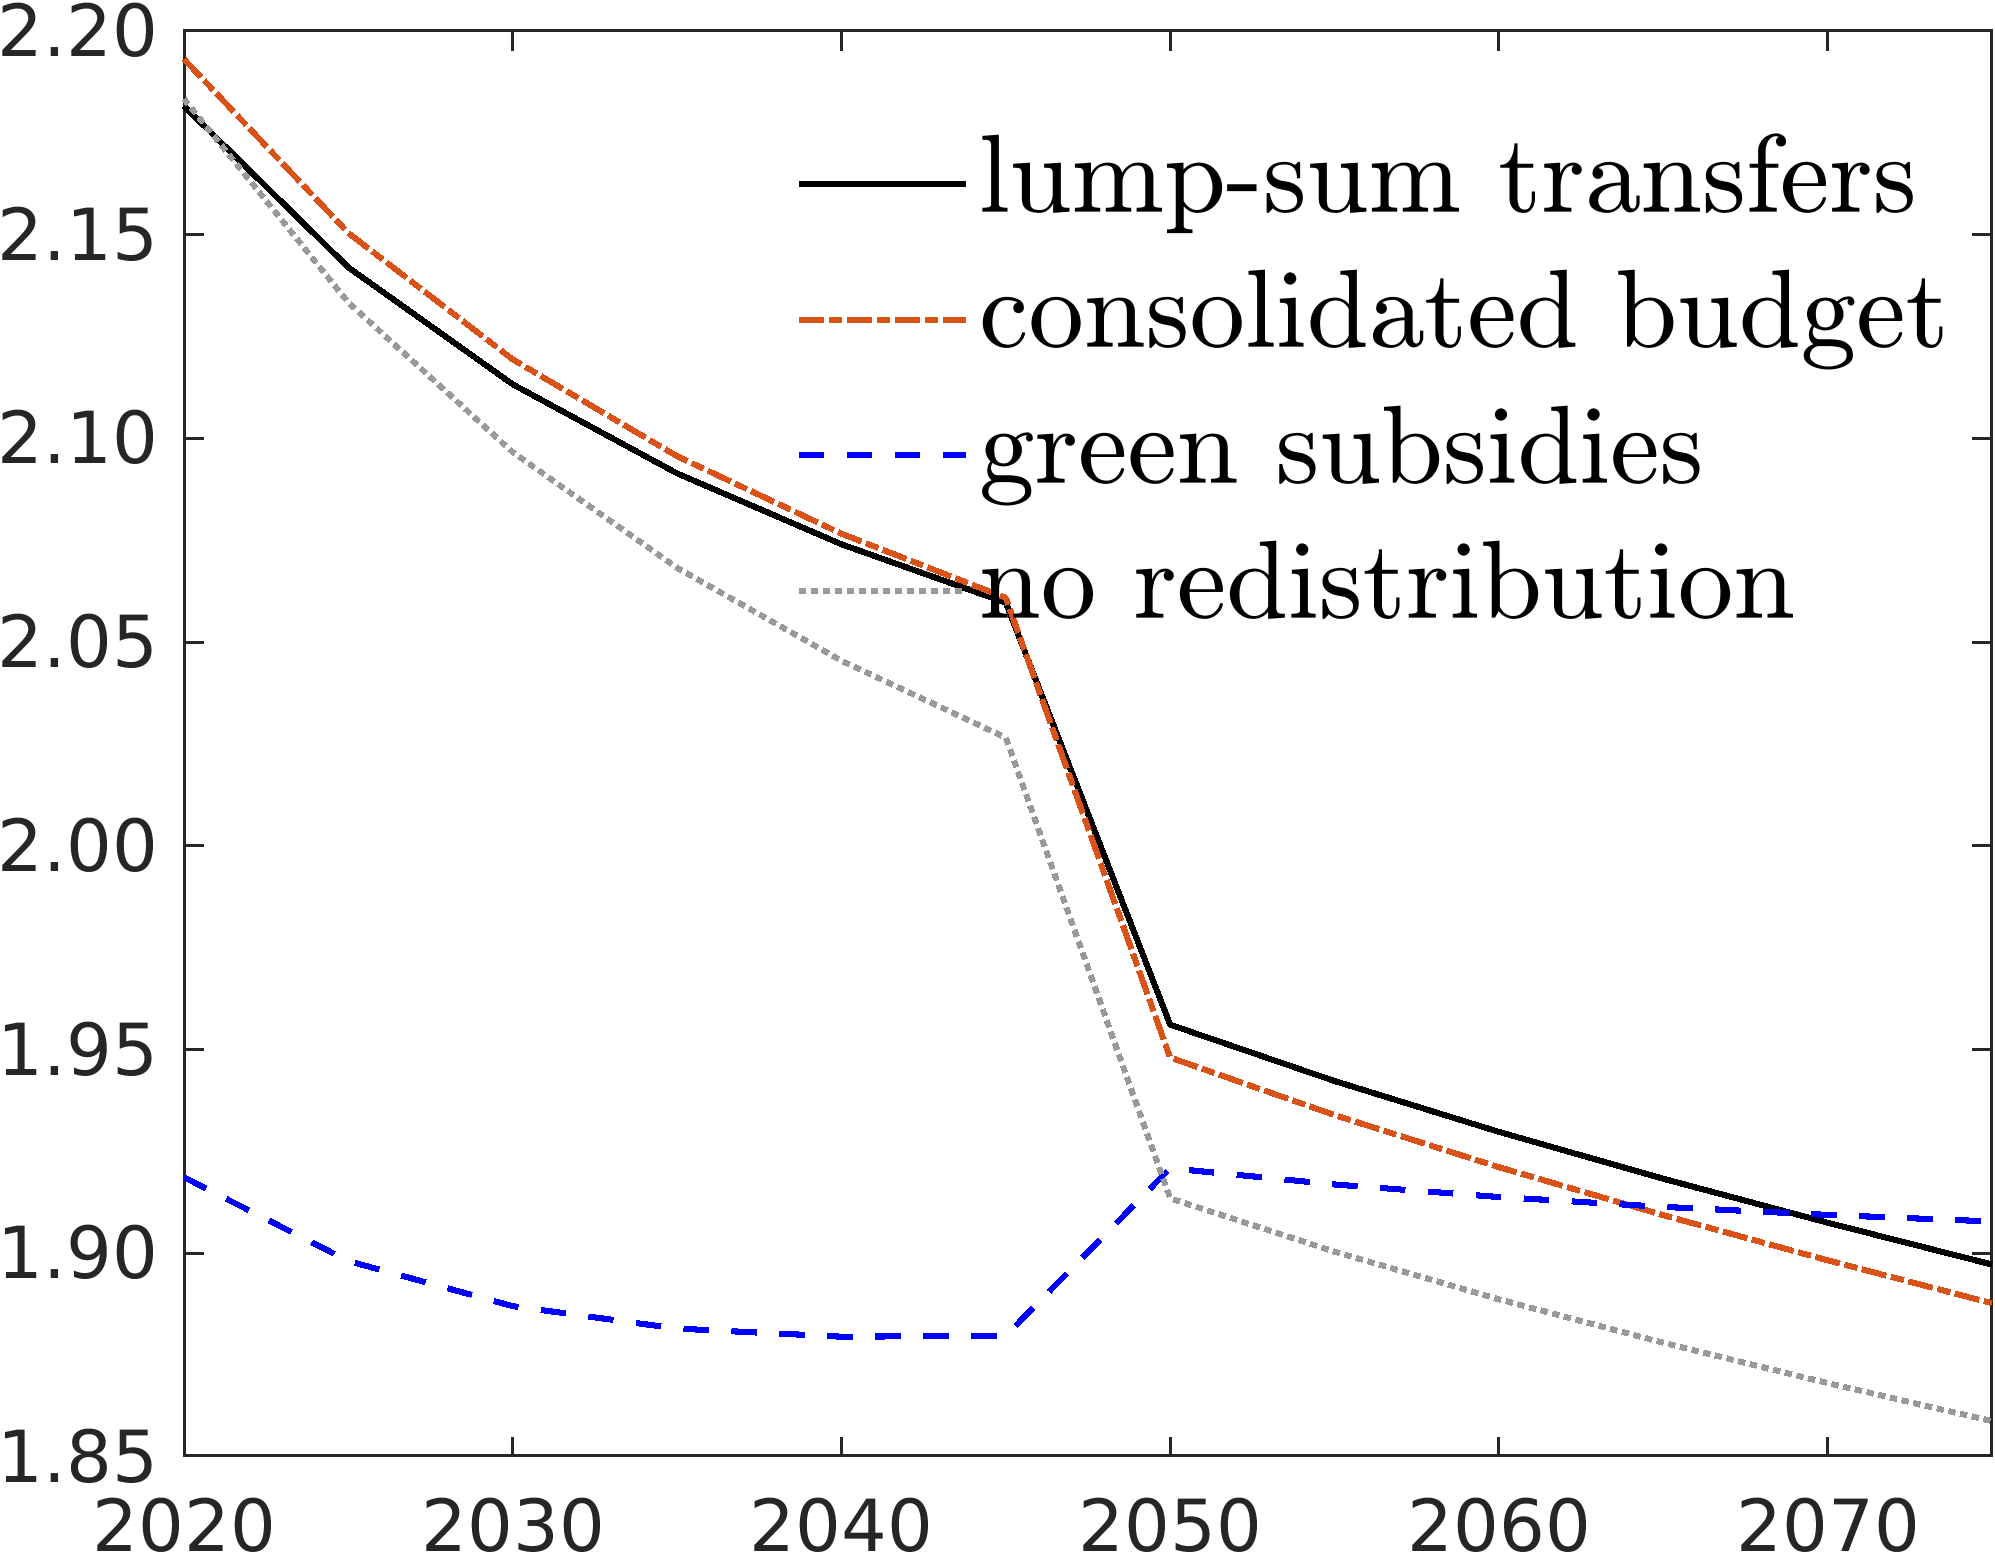 2.20
2.15
2.10
2.05
2.00
1.95
1.90
1.85
2020 2030 2040 2050 2060 2070
lump-sum transfers
consolidated budget
green subsidies
no redistribution